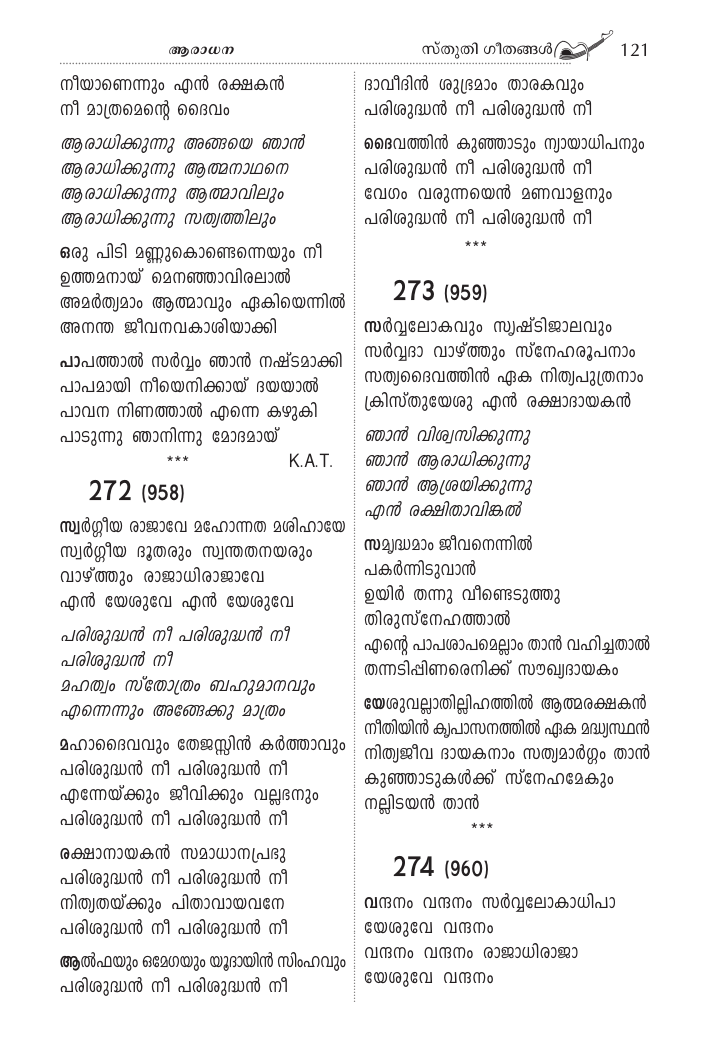 ആരാധന
സ്തുതി ഗീതങ്ങൾ 121
നീയാണെന്നും എൻ രക്ഷകൻ
നീ മാത്രമെന്റെ ദൈവം
ആരാധിക്കുന്നു അങ്ങയെ ഞാൻ
ആരാധിക്കുന്നു ആത്മനാഥനെ
ആരാധിക്കുന്നു ആത്മാവിലും
ആരാധിക്കുന്നു സത്യത്തിലും
ഒരു പിടി മണ്ണുകൊണ്ടെന്നെയും നീ
ഉത്തമനായ് മെനഞ്ഞാവിരലാൽ
അമർത്യമാം ആത്മാവും ഏകിയെന്നിൽ
അനന്ത ജീവനവകാശിയാക്കി
പാപത്താൽ സർവ്വം ഞാൻ നഷ്ടമാക്കി
പാപമായി നീയെനിക്കായ് ദയയാൽ
പാവന നിണത്താൽ എന്നെ കഴുകി
പാടുന്നു ഞാനിന്നു മോദമായ്
*** K.A.T.
272 (958)
സ്വർഗ്ഗീയ രാജാവേ മഹോന്നത മശിഹായേ
സ്വർഗ്ഗീയ ദൂതരും സ്വന്തതനയരും
വാഴ്ത്തും രാജാധിരാജാവേ
എൻ യേശുവേ എൻ യേശുവേ
പരിശുദ്ധൻ നീ പരിശുദ്ധൻ നീ
പരിശുദ്ധൻ നീ
മഹത്വം സ്തോത്രം ബഹുമാനവും
എന്നെന്നും അങ്ങേക്കു മാത്രം
മഹാദൈവവും തേജസ്സിൻ കർത്താവും
പരിശുദ്ധൻ നീ പരിശുദ്ധൻ നീ
എന്നേയ്ക്കും ജീവിക്കും വല്ലഭനും
പരിശുദ്ധൻ നീ പരിശുദ്ധൻ നീ
രക്ഷാനായകൻ സമാധാനപ്രഭു
പരിശുദ്ധൻ നീ പരിശുദ്ധൻ നീ
നിത്യതയ്ക്കും പിതാവായവനേ
പരിശുദ്ധൻ നീ പരിശുദ്ധൻ നീ
ആൽഫയും ഒമേഗയും യൂദായിൻ സിംഹവും
പരിശുദ്ധൻ നീ പരിശുദ്ധൻ നീ
ദാവീദിൻ ശുഭ്രമാം താരകവും
പരിശുദ്ധൻ നീ പരിശുദ്ധൻ നീ
ദൈവത്തിൻ കുഞ്ഞാടും ന്യായാധിപനും
പരിശുദ്ധൻ നീ പരിശുദ്ധൻ നീ
വേഗം വരുന്നയെൻ മണവാളനും
പരിശുദ്ധൻ നീ പരിശുദ്ധൻ നീ
***
273 (959)
സർവ്വലോകവും സൃഷ്ടിജാലവും
സർവ്വദാ വാഴ്ത്തും സ്നേഹരൂപനാം
സത്യദൈവത്തിൻ ഏക നിത്യപുത്രനാം
ക്രിസ്തുയേശു എൻ രക്ഷാദായകൻ
ഞാൻ വിശ്വസിക്കുന്നു
ഞാൻ ആരാധിക്കുന്നു
ഞാൻ ആശ്രയിക്കുന്നു
എൻ രക്ഷിതാവിങ്കൽ
സമൃദ്ധമാം ജീവനെന്നിൽ
പകർന്നിടുവാൻ
ഉയിർ തന്നു വീണ്ടെടുത്തു
തിരുസ്നേഹത്താൽ
എന്റെ പാപശാപമെല്ലാം താൻ വഹിച്ചതാൽ
തന്നടിപ്പിണരെനിക്ക് സൗഖ്യദായകം
യേശുവല്ലാതില്ലിഹത്തിൽ ആത്മരക്ഷകൻ
നീതിയിൻ കൃപാസനത്തിൽ ഏക മദ്ധ്യസ്ഥൻ
നിത്യജീവ ദായകനാം സത്യമാർഗ്ഗം താൻ
കുഞ്ഞാടുകൾക്ക് സ്നേഹമേകും
നല്ലിടയൻ താൻ
***
274 (960)
വന്ദനം വന്ദനം സർവ്വലോകാധിപാ
യേശുവേ വന്ദനം
വന്ദനം വന്ദനം രാജാധിരാജാ
യേശുവേ വന്ദനം